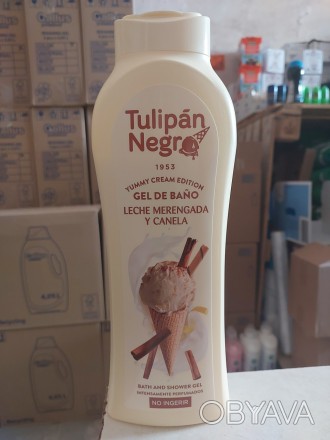 Tulipán
Negro
1953
YUMMY CREAM EDITION
GEL DE BAÑO
LECHE MERENGADA
Y CANELA
BATH AND SHOWER GEL
INTENSAMENTE PERFUMADOS
NO INGERIR
OBYAVA